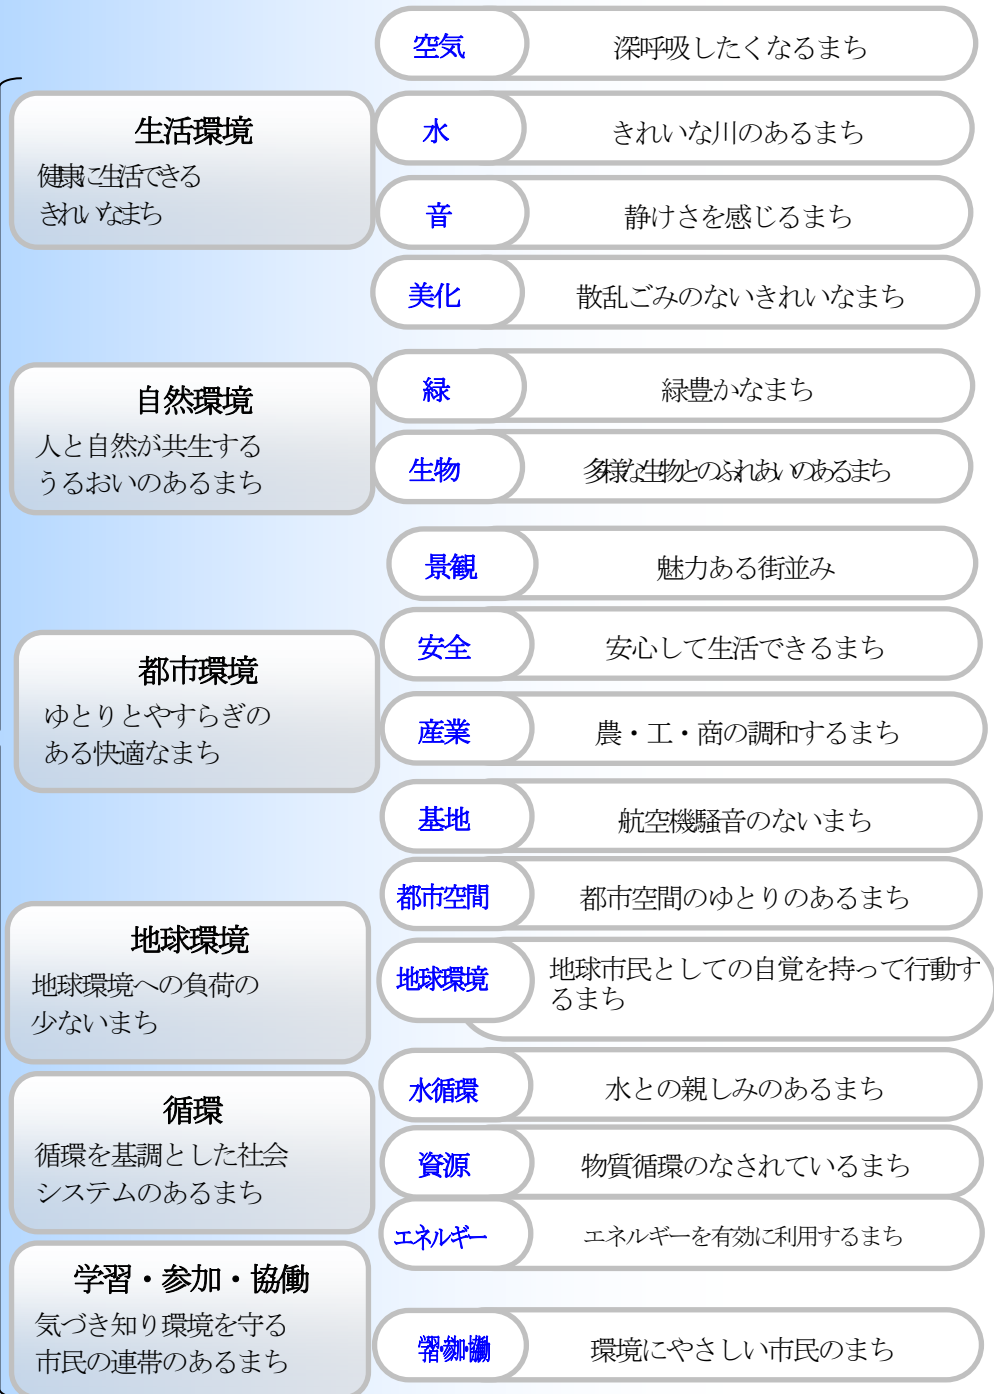 空気 深呼吸したくなるまち
生活環境
健康に生活できる
きれいなまち
水 きれいな川のあるまち
音 静けさを感じるまち
美化 散乱ごみのないきれいなまち
自然環境
人と自然が共生する
うるおいのあるまち
緑 緑豊かなまち
生物 多様な生物とのふれあいのあるまち
景観 魅力ある街並み
都市環境
ゆとりとやすらぎの
ある快適なまち
安全 安心して生活できるまち
産業 農・工・商の調和するまち
基地 航空機騒音のないまち
都市空間 都市空間のゆとりのあるまち
地球環境
地球環境への負荷の
少ないまち
地球環境 地球市民としての自覚を持って行動す
るまち
循環
循環を基調とした社会
システムのあるまち
水循環 水との親しみのあるまち
資源 物質循環のなされているまち
エネルギー エネルギーを有効に利用するまち
学習・参加・協働
気づき知り環境を守る
市民の連帯のあるまち
学習・参加・協働 環境にやさしい市民のまち